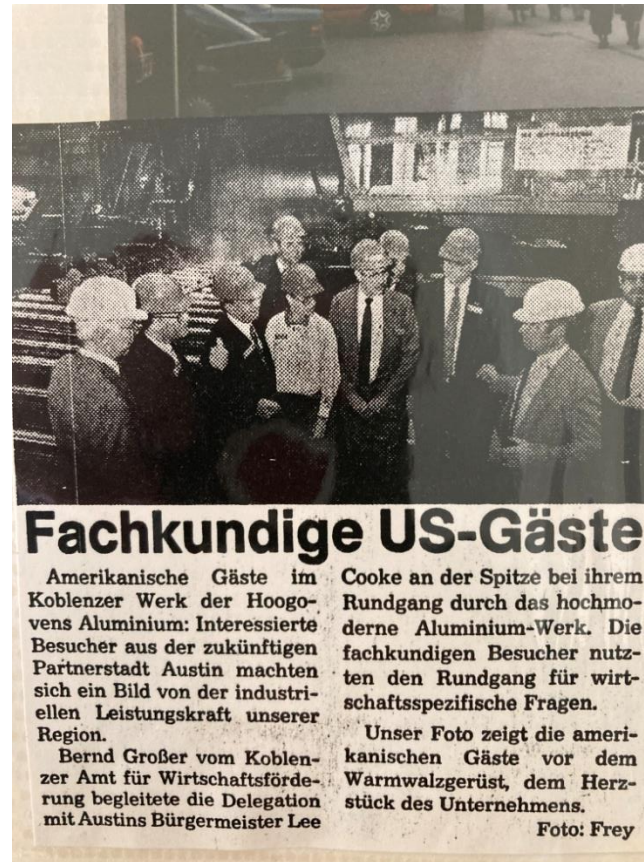 Fachkundige US-Gäste
Amerikanische Gäste im
Koblenzer Werk der Hoogo-
vens Aluminium: Interessierte
Besucher aus der zukünftigen
Partnerstadt Austin machten
sich ein Bild von der industri-
ellen Leistungskraft unserer
Region.
Bernd Großer vom Koblen-
zer Amt für Wirtschaftsförde-
rung begleitete die Delegation
mit Austins Bürgermeister Lee
Cooke an der Spitze bei ihrem
Rundgang durch das hochmo-
derne Aluminium-Werk. Die
fachkundigen Besucher nutz-
ten den Rundgang für wirt-
schaftsspezifische Fragen.
Unser Foto zeigt die ameri-
kanischen Gäste vor dem
Warmwalzgerüst, dem Herz-
stück des Unternehmens.
Foto: Frey